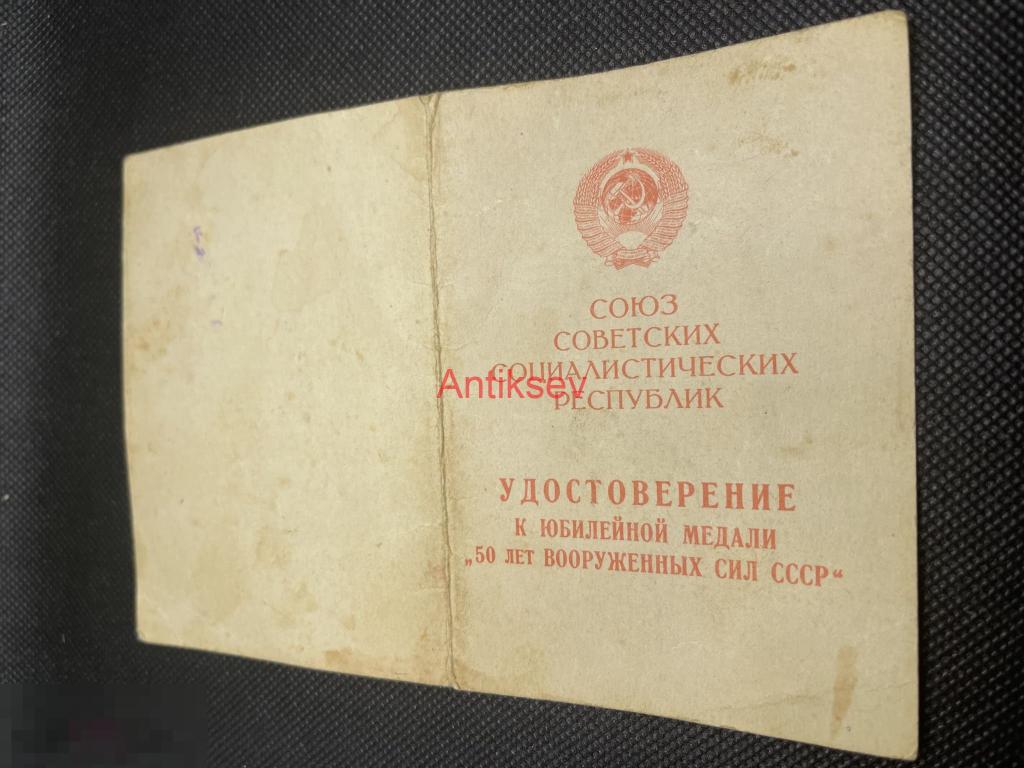 СОЮЗ
СОВЕТСКИХ
СОЦИАЛИСТИЧЕСКИХ
РЕСПУБЛИК
Antiksev
УДОСТОВЕРЕНИЕ
К ЮБИЛЕЙНОЙ МЕДАЛИ
„50 ЛЕТ ВООРУЖЕННЫХ СИЛ СССР“